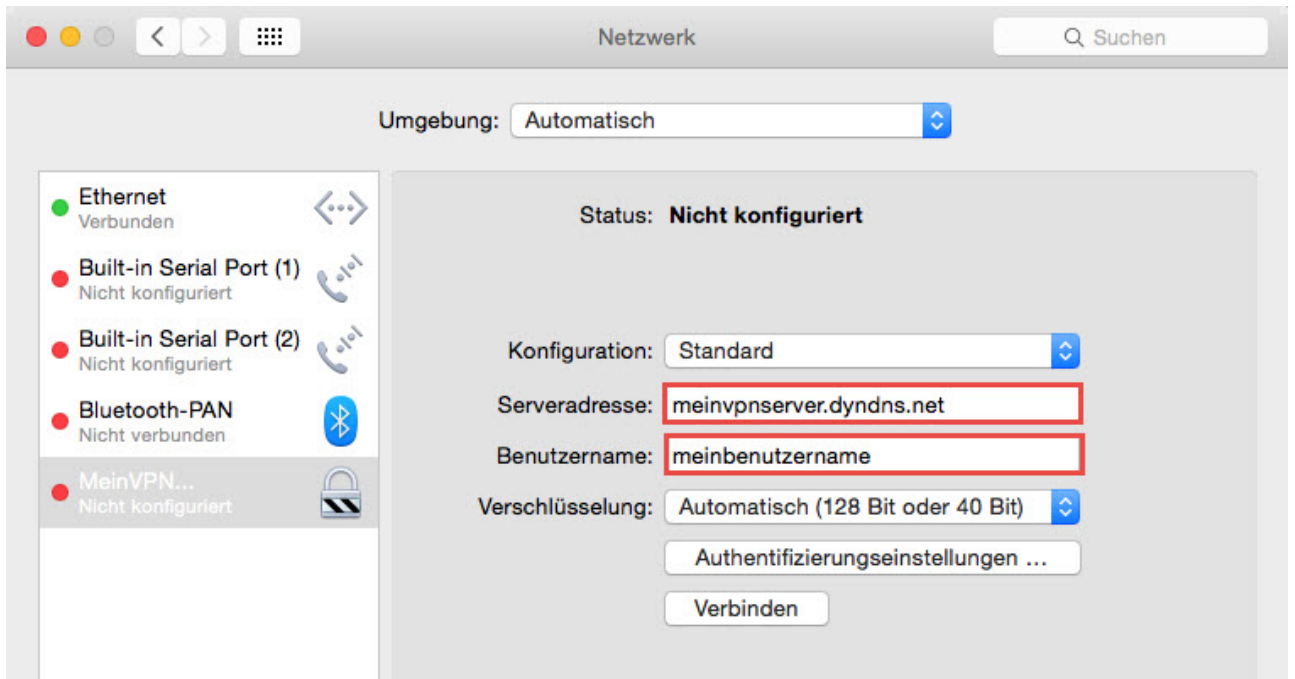 Netzwerk
Suchen
Umgebung: Automatisch
Ethernet
Verbunden
Built-in Serial Port (1)
Nicht konfiguriert
Built-in Serial Port (2)
Nicht konfiguriert
Bluetooth-PAN
Nicht verbunden
MeinVPN...
Nicht konfiguriert
Status: Nicht konfiguriert
Konfiguration: Standard
Serveradresse: meinvpnserver.dyndns.net
Benutzername: meinbenutzername
Verschlüsselung: Automatisch (128 Bit oder 40 Bit)
Authentifizierungseinstellungen ...
Verbinden